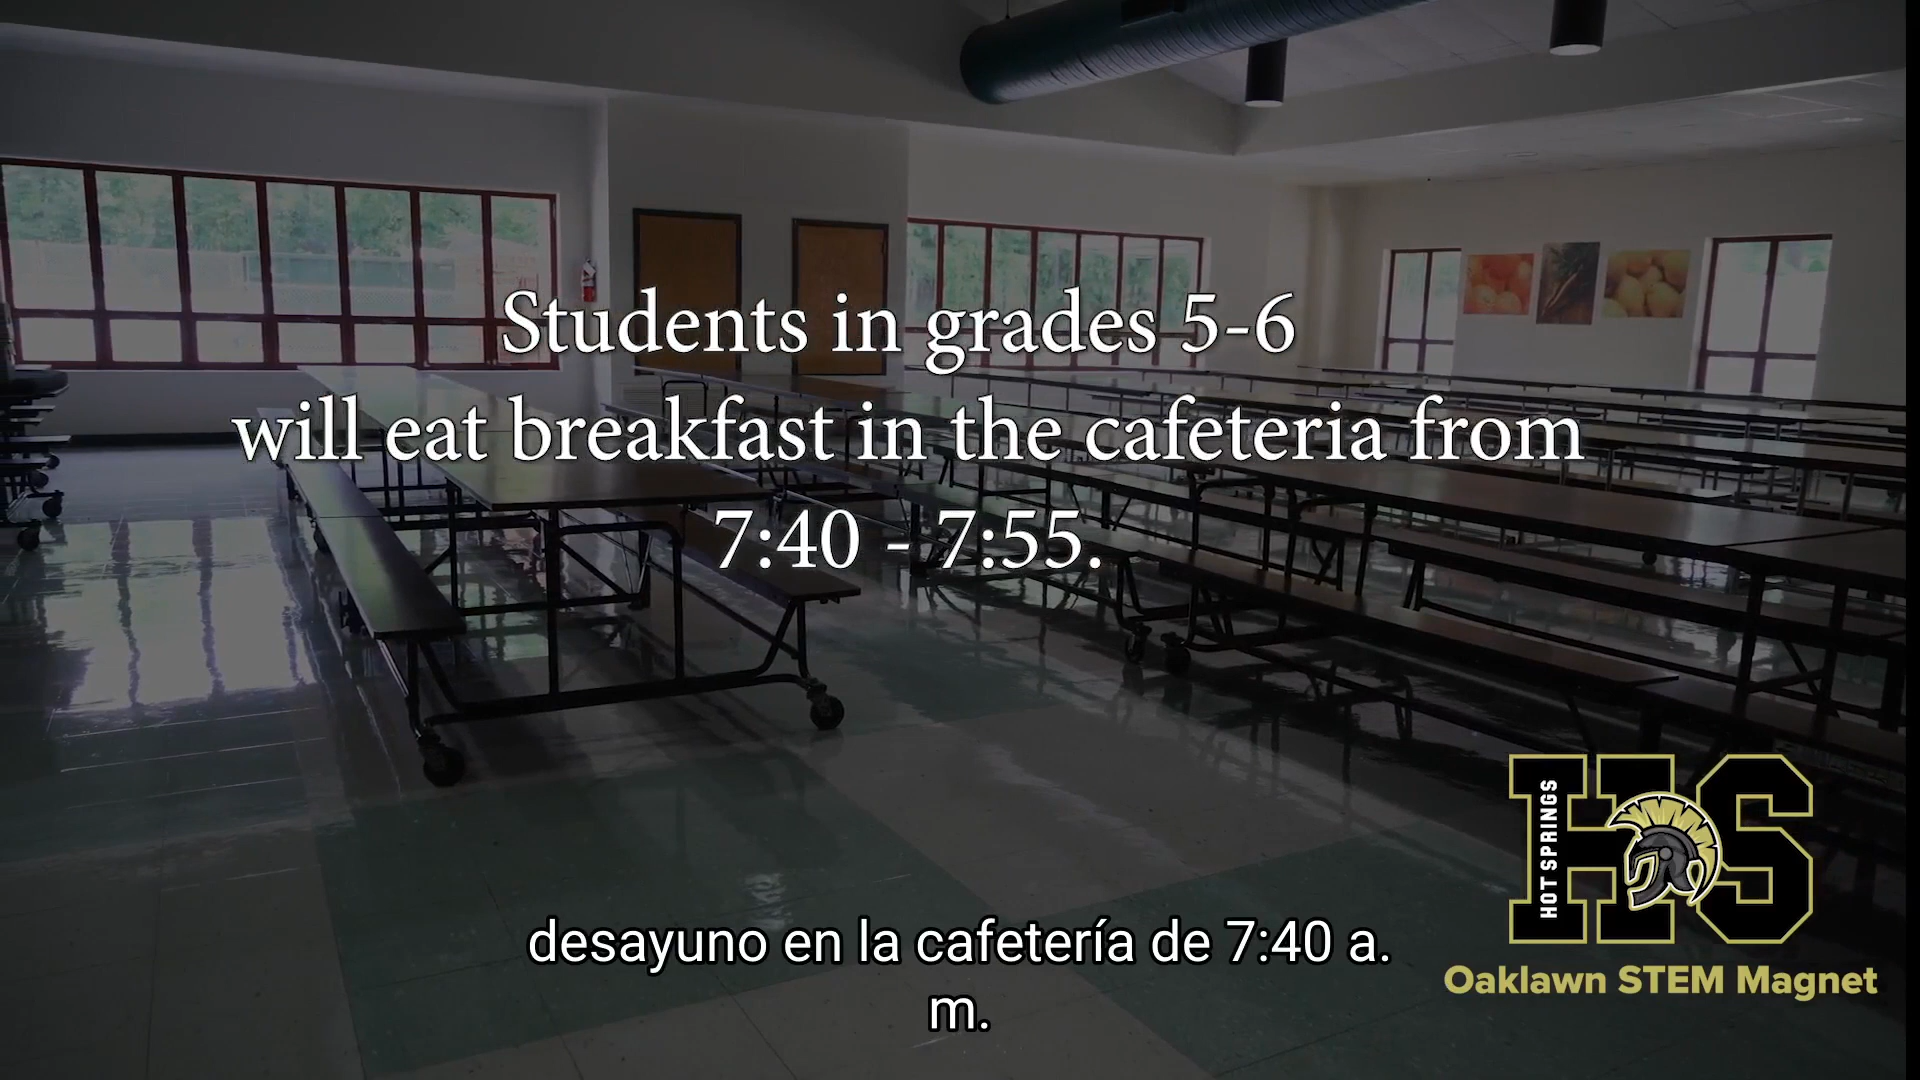 Students in grades 5-6
will eat breakfast in the cafeteria from
7:40 - 7:55.
HOT SPRINGS
HS
Oaklawn STEM Magnet
desayuno en la cafetería de 7:40 a.
m.